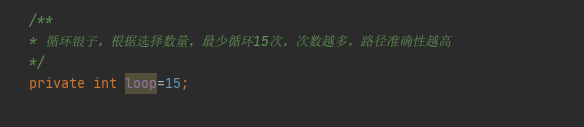 /**
* 循环银子，根据选择数量，最少循环15次，次数越多，路径准确性越高
*/
private int loop=15;